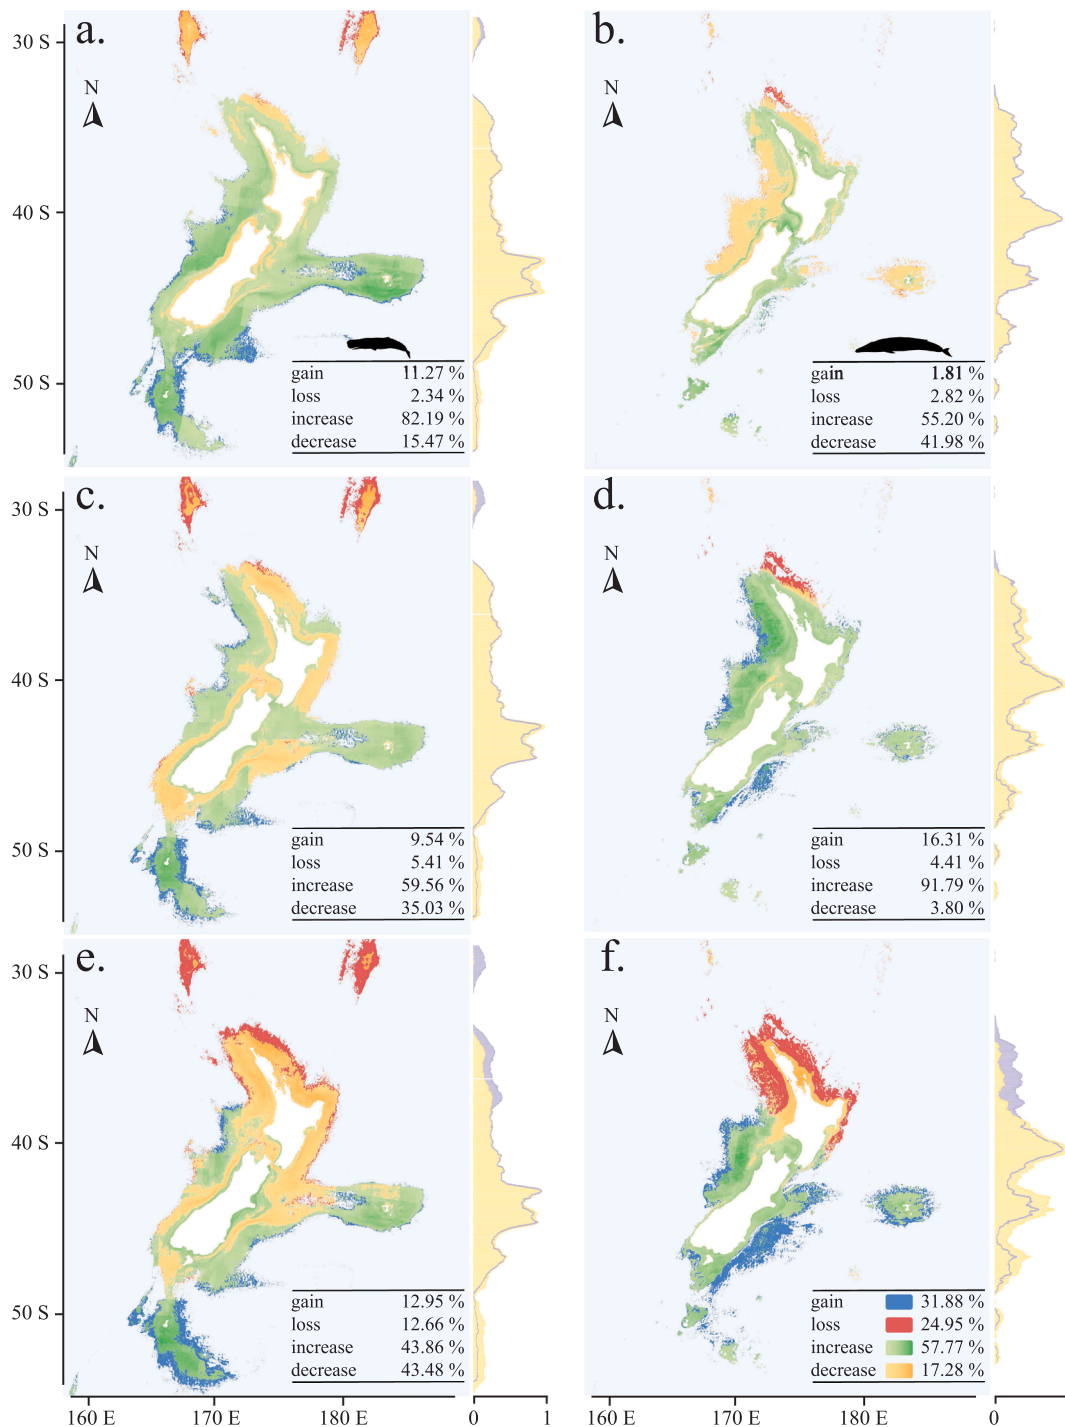 a.
30 S
N
40 S
50 S
gain 11.27 %
loss 2.34 %
increase 82.19 %
decrease 15.47 %
b.
N
gain 1.81 %
loss 2.82 %
increase 55.20 %
decrease 41.98 %
c.
30 S
N
40 S
50 S
gain 9.54 %
loss 5.41 %
increase 59.56 %
decrease 35.03 %
d.
N
gain 16.31 %
loss 4.41 %
increase 91.79 %
decrease 3.80 %
e.
30 S
N
40 S
50 S
gain 12.95 %
loss 12.66 %
increase 43.86 %
decrease 43.48 %
f.
N
gain 31.88 %
loss 24.95 %
increase 57.77 %
decrease 17.28 %
160 E 170 E 180 E 0 1 160 E 170 E 180 E 0